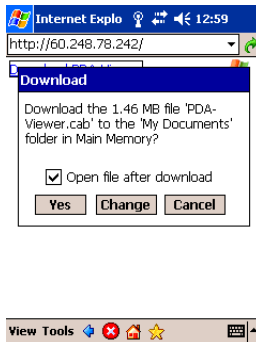 Internet Explo 12:59
http://60.248.78.242/
Download
Download the 1.46 MB file 'PDA-
Viewer.cab' to the 'My Documents'
folder in Main Memory?
Open file after download
Yes Change Cancel
View Tools